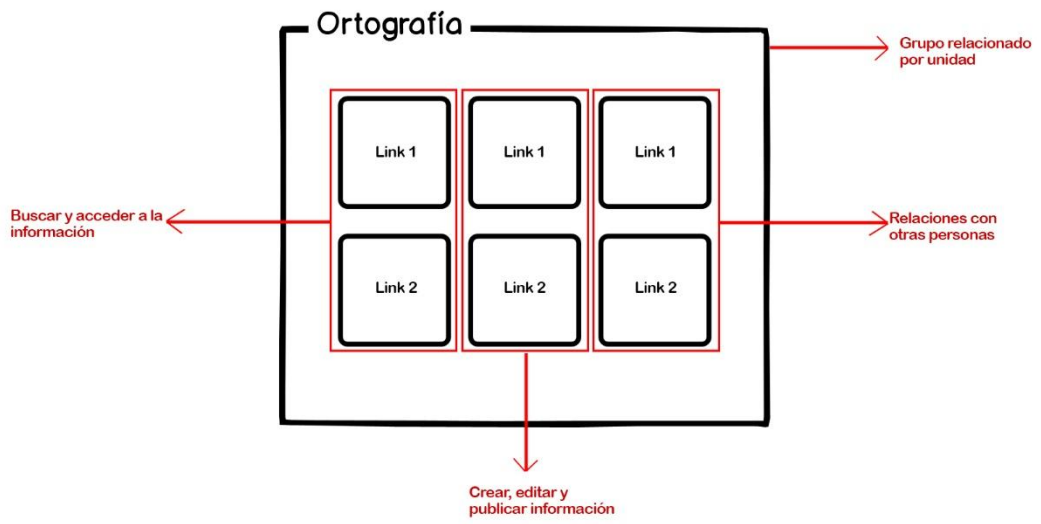 Ortografía
Grupo relacionado
por unidad
Link 1 Link 1 Link 1
Buscar y acceder a la
información
Relaciones con
otras personas
Link 2 Link 2 Link 2
Crear, editar y
publicar información